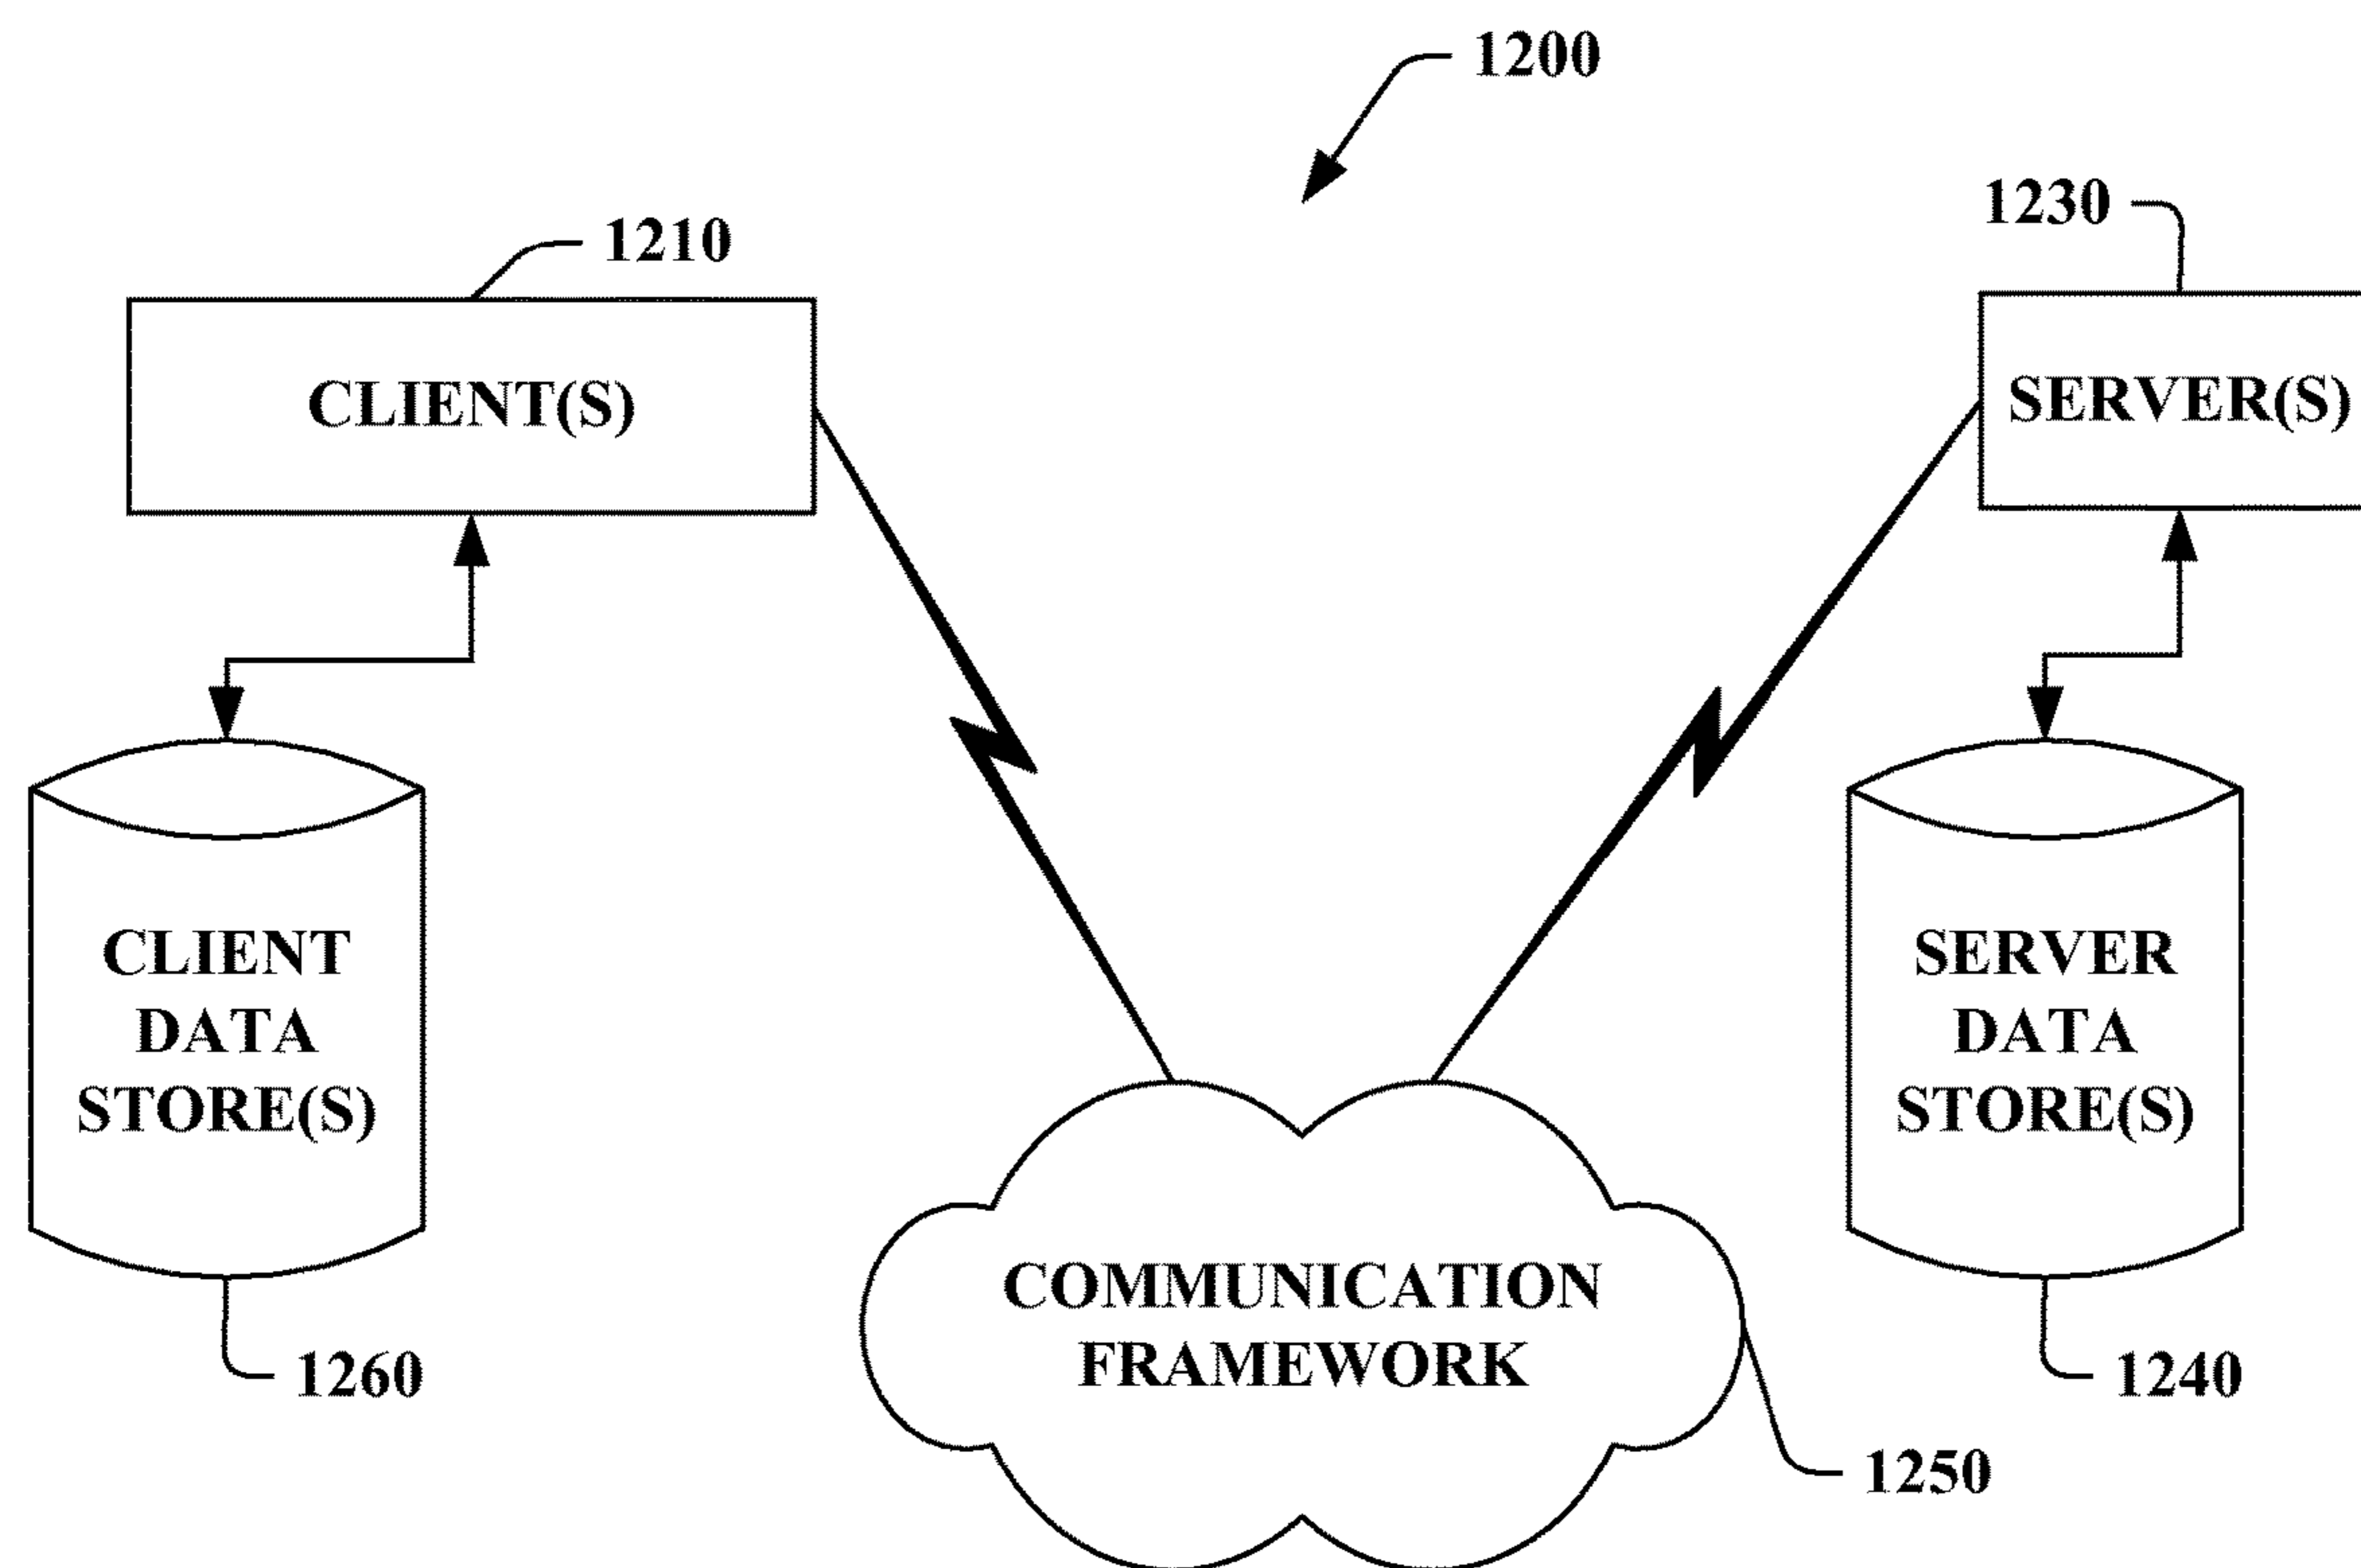 1200
1210
1230
CLIENT(S)
SERVER(S)
CLIENT
DATA
STORE(S)
SERVER
DATA
STORE(S)
COMMUNICATION
FRAMEWORK
1260
1240
1250